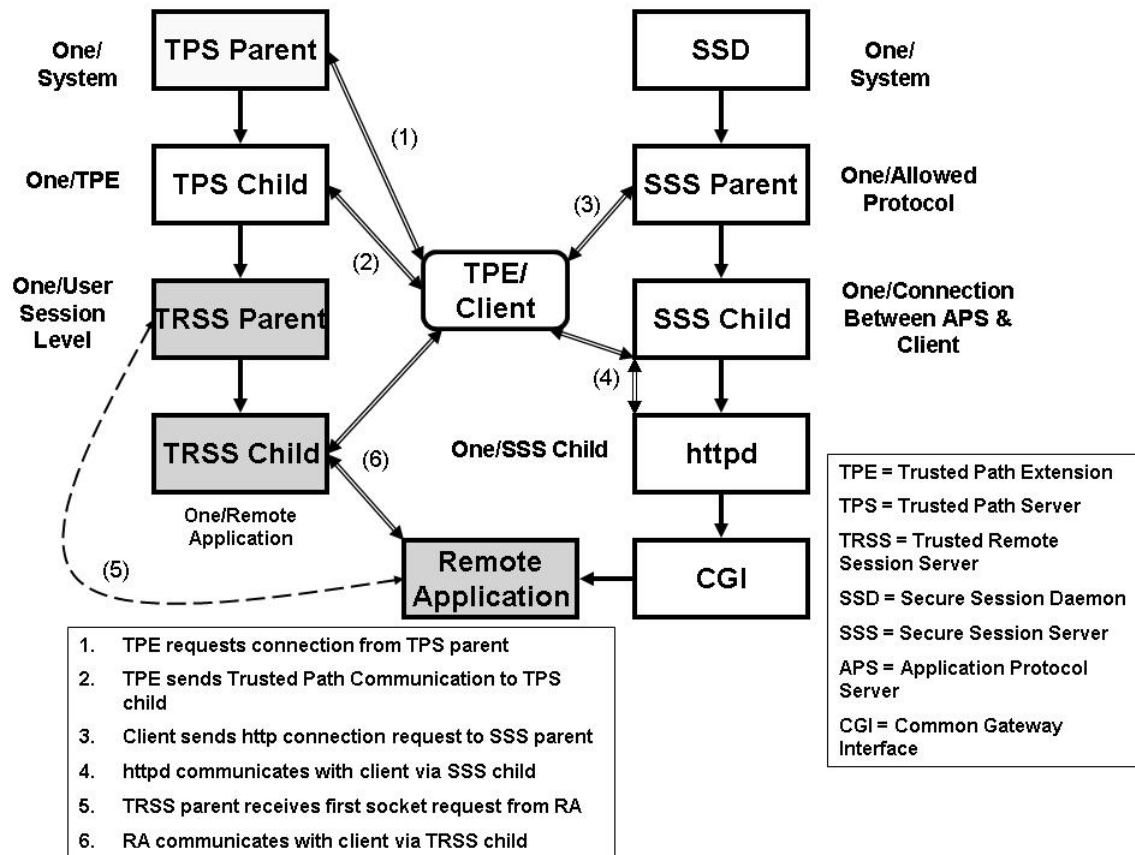 TPS Parent
SSD
One/
System
One/
System
(1)
One/TPE
TPS Child
SSS Parent
One/Allowed
Protocol
(3)
(2)
TPE/
Client
One/User
Session
Level
TRSS Parent
SSS Child
One/Connection
Between APS &
Client
(4)
TRSS Child
(6)
One/SSS Child
httpd
One/Remote
Application
(5)
Remote
Application
CGI
TPE = Trusted Path Extension
TPS = Trusted Path Server
TRSS = Trusted Remote
Session Server
SSD = Secure Session Daemon
SSS = Secure Session Server
APS = Application Protocol
Server
CGI = Common Gateway
Interface
1. TPE requests connection from TPS parent
2. TPE sends Trusted Path Communication to TPS
child
3. Client sends http connection request to SSS parent
4. httpd communicates with client via SSS child
5. TRSS parent receives first socket request from RA
6. RA communicates with client via TRSS child